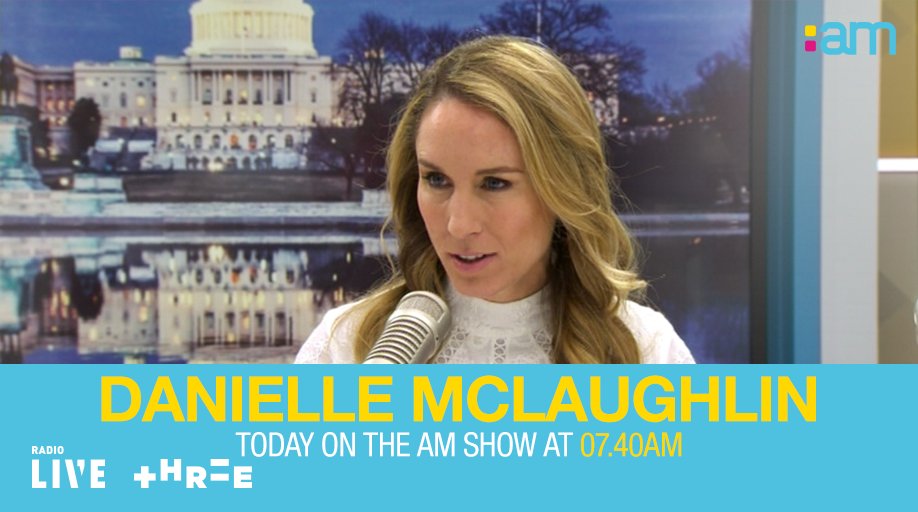 :am
DANIELLE MCLAUGHLIN
TODAY ON THE AM SHOW AT 07.40AM
RADIO
LIVE
THREE